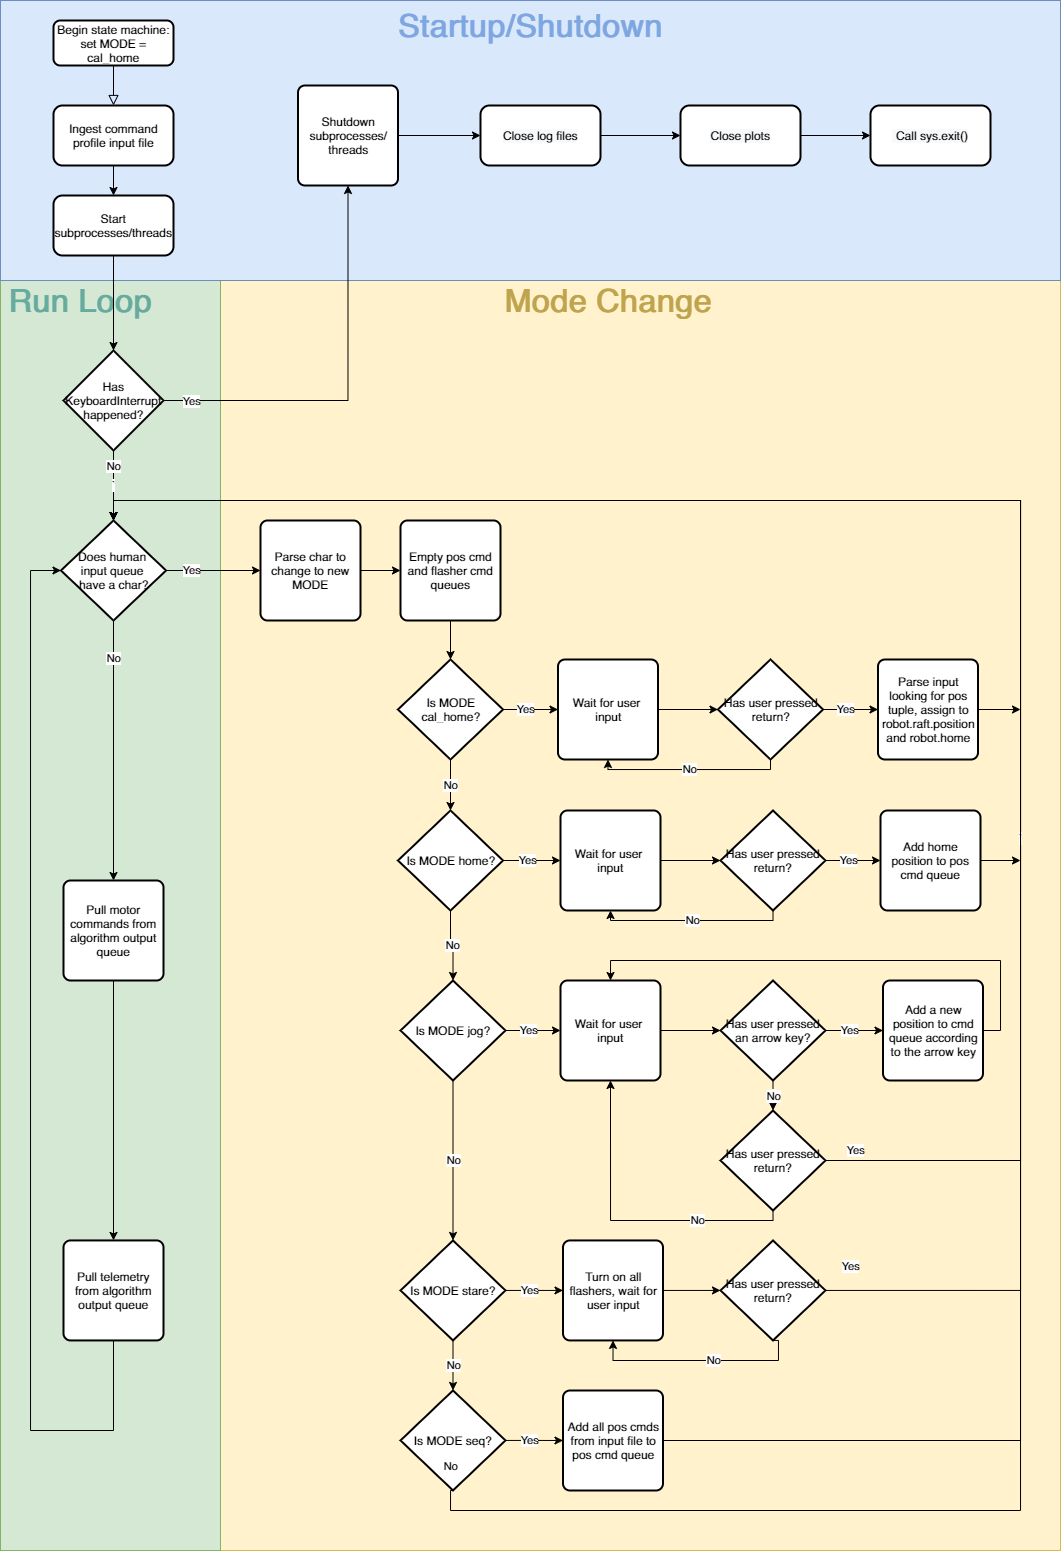 Startup/Shutdown
Begin state machine:
set MODE =
cal_home
Ingest command
profile input file
Start
subprocesses/threads
Shutdown
subprocesses/
threads
Close log files
Close plots
Call sys.exit()
Run Loop
Mode Change
Has
KeyboardInterrupt
happened?
Yes
No
Does human
input queue
have a char?
Yes
No
Parse char to
change to new
MODE
Empty pos cmd
and flasher cmd
queues
Is MODE
cal_home?
Yes
No
Wait for user
input
Has user pressed
return?
Yes
No
Parse input
looking for pos
tuple, assign to
robot.raft.position
and robot.home
Is MODE home?
Yes
No
Wait for user
input
Has user pressed
return?
Yes
No
Add home
position to pos
cmd queue
Pull motor
commands from
algorithm output
queue
Is MODE jog?
Yes
No
Wait for user
input
Has user pressed
an arrow key?
Yes
No
Add a new
position to cmd
queue according
to the arrow key
Has user pressed
return?
Yes
No
Pull telemetry
from algorithm
output queue
Is MODE stare?
Yes
No
Turn on all
flashers, wait for
user input
Has user pressed
return?
Yes
No
Is MODE seq?
Yes
No
Add all pos cmds
from input file to
pos cmd queue